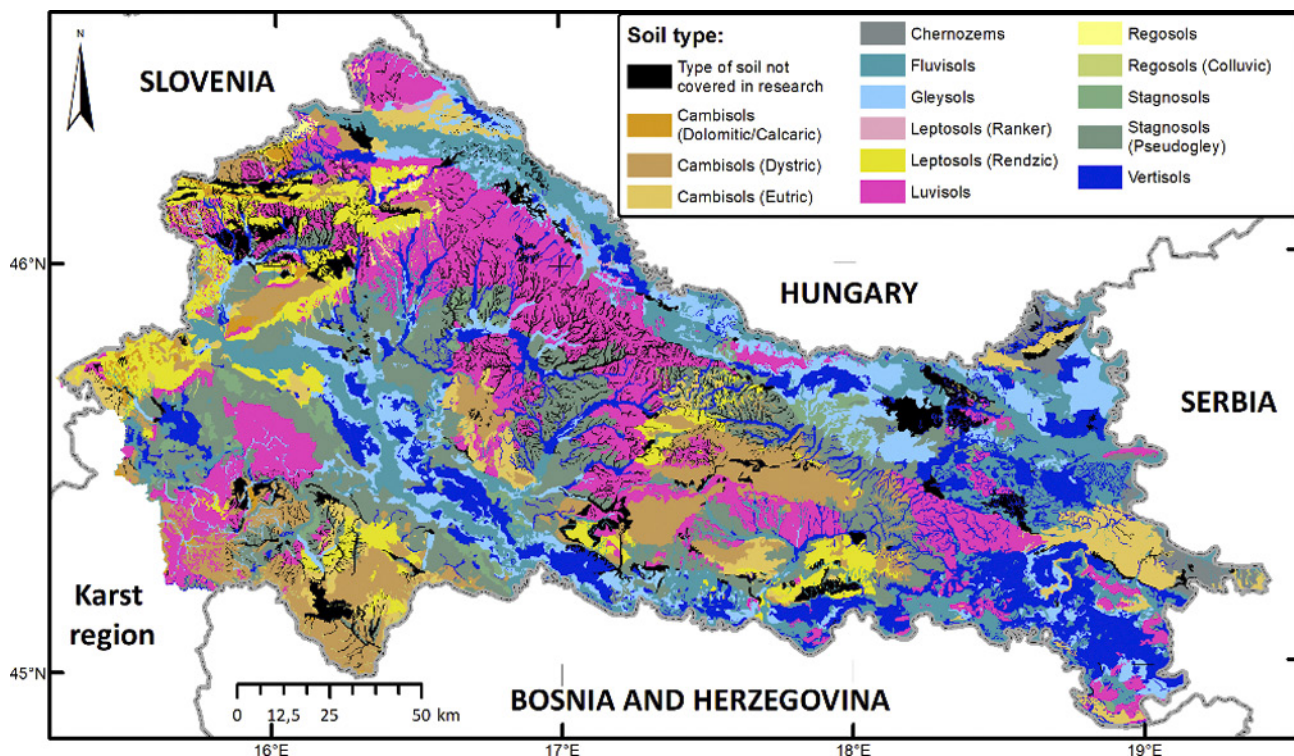 N
SLOVENIA
HUNGARY
SERBIA
Karst
region
BOSNIA AND HERZEGOVINA
Soil type:
Type of soil not
covered in research
Cambisols
(Dolomitic/Calcaric)
Cambisols (Dystric)
Cambisols (Eutric)
Chernozems
Fluvisols
Gleysols
Leptosols (Ranker)
Leptosols (Rendzic)
Luvisols
Regosols
Regosols (Colluvic)
Stagnosols
Stagnosols
(Pseudogley)
Vertisols
46°N
45°N
0 12,5 25 50 km
16°E 17°E 18°E 19°E